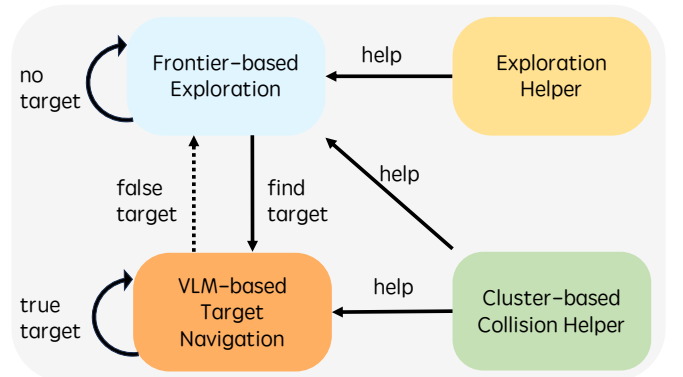 no
target
Frontier-based
Exploration
help
Exploration
Helper
false
target
find
target
help
true
target
VLM-based
Target
Navigation
help
Cluster-based
Collision Helper